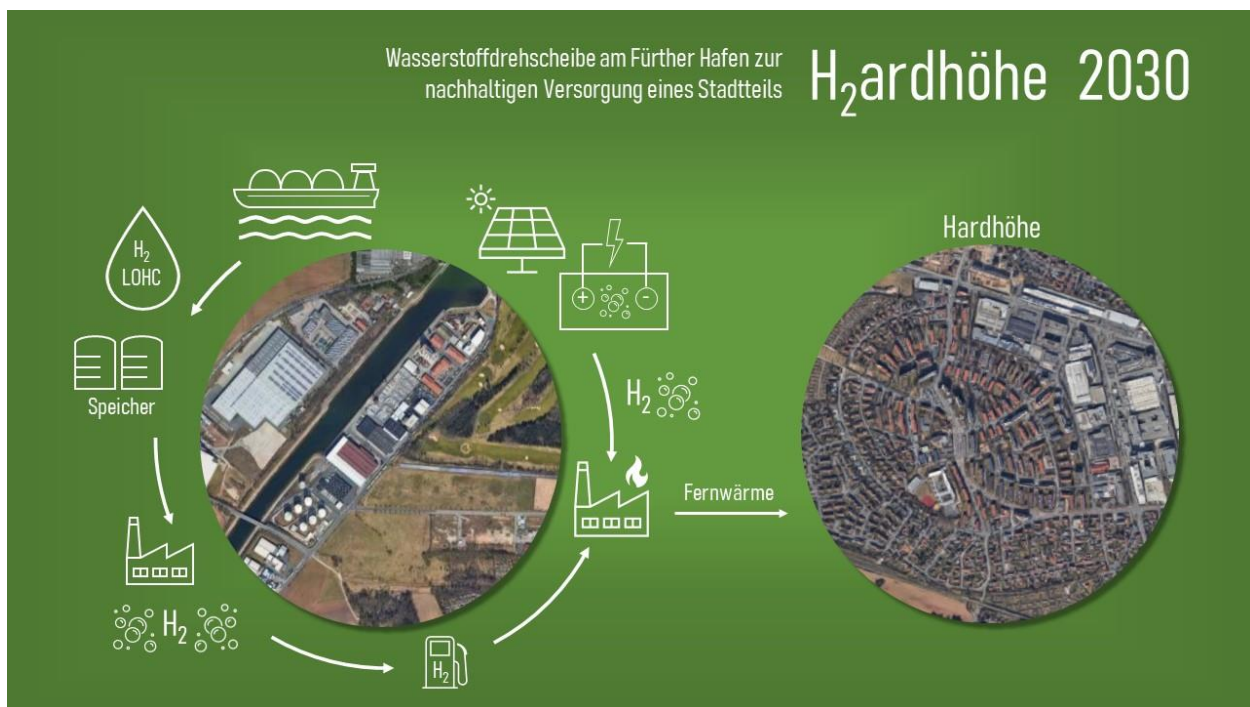 Wasserstoffdrehscheibe am Fürther Hafen zur
nachhaltigen Versorgung eines Stadtteils
H₂ardhöhe 2030
H₂
LOHC
Speicher
H₂
H₂
+
-
H₂
Fernwärme
Hardhöhe